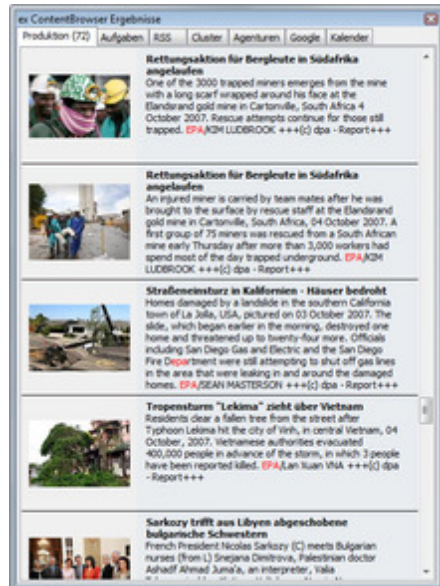 ex ContentBrowser Ergebnisse
Produktion (72) Aufgaben RSS Cluster Agenturen Google Kalender
Rettungsaktion für Bergleute in Südafrika
angelaufen
One of the 3000 trapped miners emerges from the mine
with a long scarf wrapped around his face at the
Elandsrand gold mine in Cartonville, South Africa 4
October 2007. Rescue attempts continue for those still
trapped. EPA/KIM LUDBROOK +++(c) dpa - Report+++
Rettungsaktion für Bergleute in Südafrika
angelaufen
An injured miner is carried by team mates after he was
brought to the surface by rescue staff at the Elandsrand
gold mine in Cartonville, South Africa, 04 October 2007. A
first group of 75 miners was rescued from a South African
mine early Thursday after more than 3,000 workers had
spend most of the day trapped underground. EPA/KIM
LUDBROOK +++(c) dpa - Report+++
Straßeneinsturz in Kalifornien - Häuser bedroht
Homes damaged by a landslide in the southern California
town of La Jolla, USA, pictured on 03 October 2007. The
slide, which began earlier in the morning, destroyed one
home and threatened up to twenty-four more. Officials
including San Diego Gas and Electric and the San Diego
Fire Department were still attempting to shut off gas lines
in the area that were leaking in and around the damaged
homes. EPA/SEAN MASTERSON +++(c) dpa - Report+++
Tropensturm "Lekima" zieht über Vietnam
Residents clear a fallen tree from the street after
Typhoon Lekima hit the city of Vinh, in central Vietnam, 04
October, 2007. Vietnamese authorities evacuated
400,000 people in advance of the storm, in which 3 people
have been reported killed. EPA/Lan Xuan VNA +++(c) dpa
- Report+++
Sarkozy trifft aus Libyen abgeschobene
bulgarische Schwestern
French President Nicolas Sarkozy (C) meets Bulgarian
nurses (from L) Snejana Dimitrova, Palestinian doctor
Ashadf Ahmad Juma'a, an interpreter, Valia